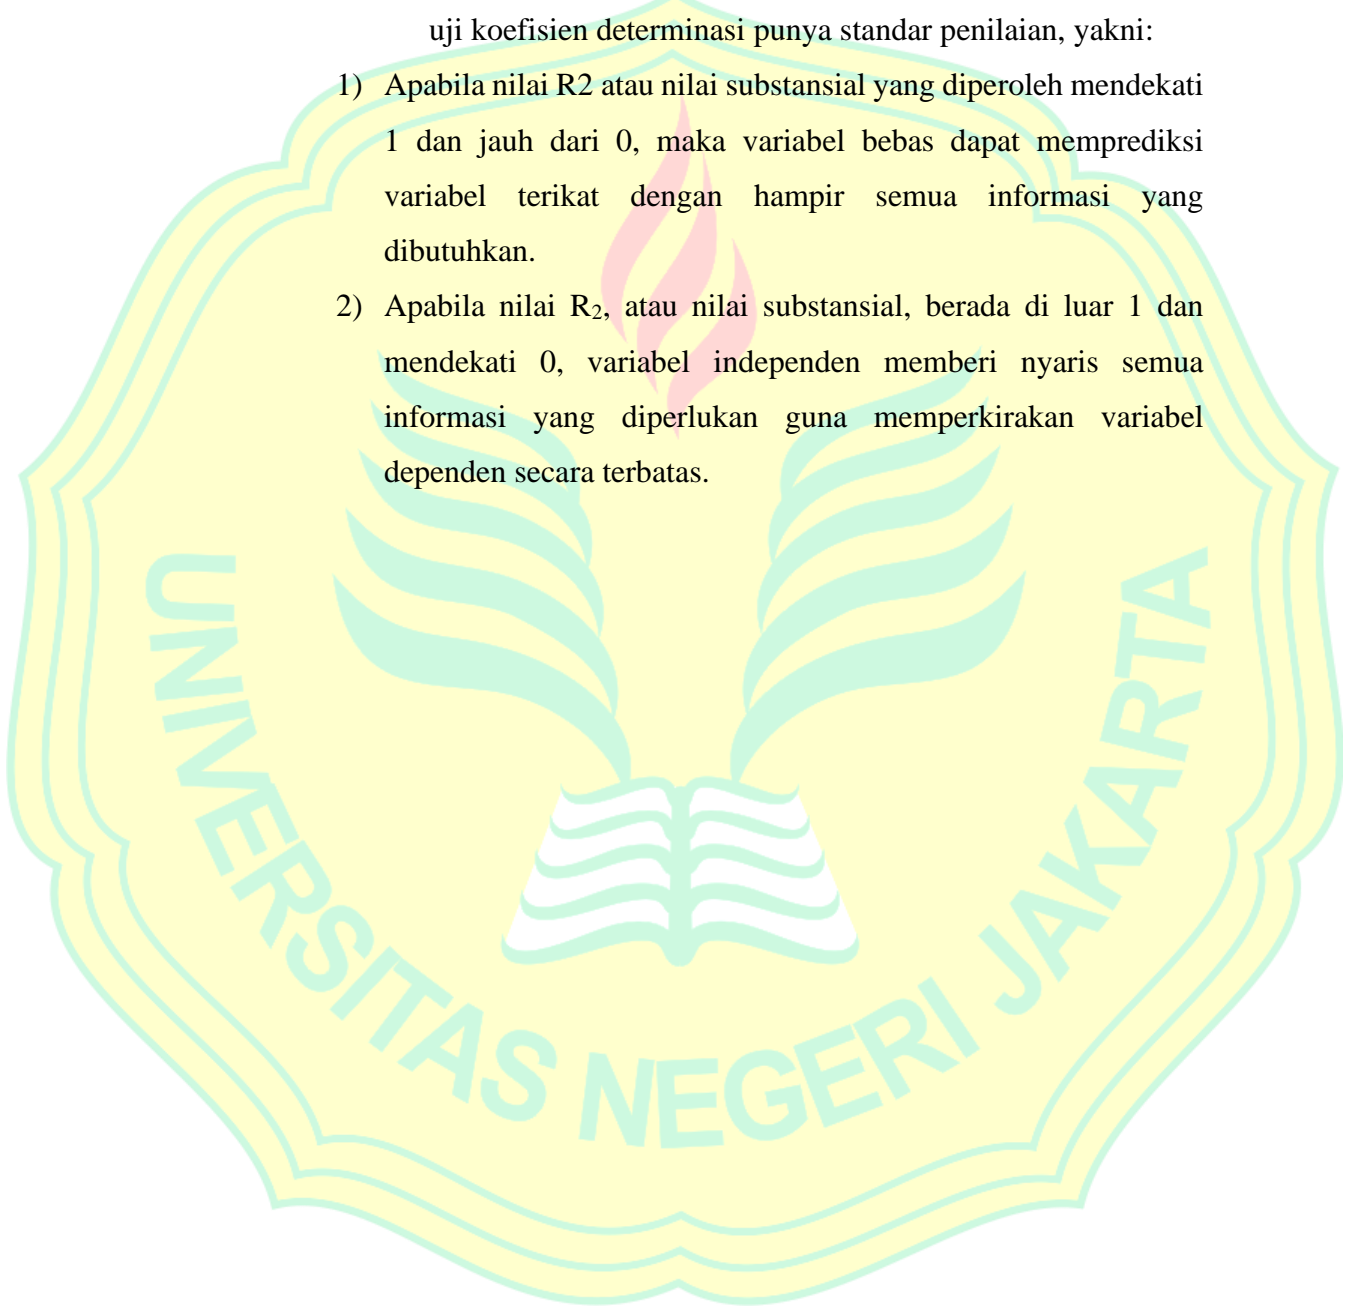 uji koefisien determinasi punya standar penilaian, yakni:
1) Apabila nilai R2 atau nilai substansial yang diperoleh mendekati
1 dan jauh dari 0, maka variabel bebas dapat memprediksi
variabel terikat dengan hampir semua informasi yang
dibutuhkan.
2) Apabila nilai R₂, atau nilai substansial, berada di luar 1 dan
mendekati 0, variabel independen memberi nyaris semua
informasi yang diperlukan guna memperkirakan variabel
dependen secara terbatas.
UNIVERSITAS NEGERI JAKARTA